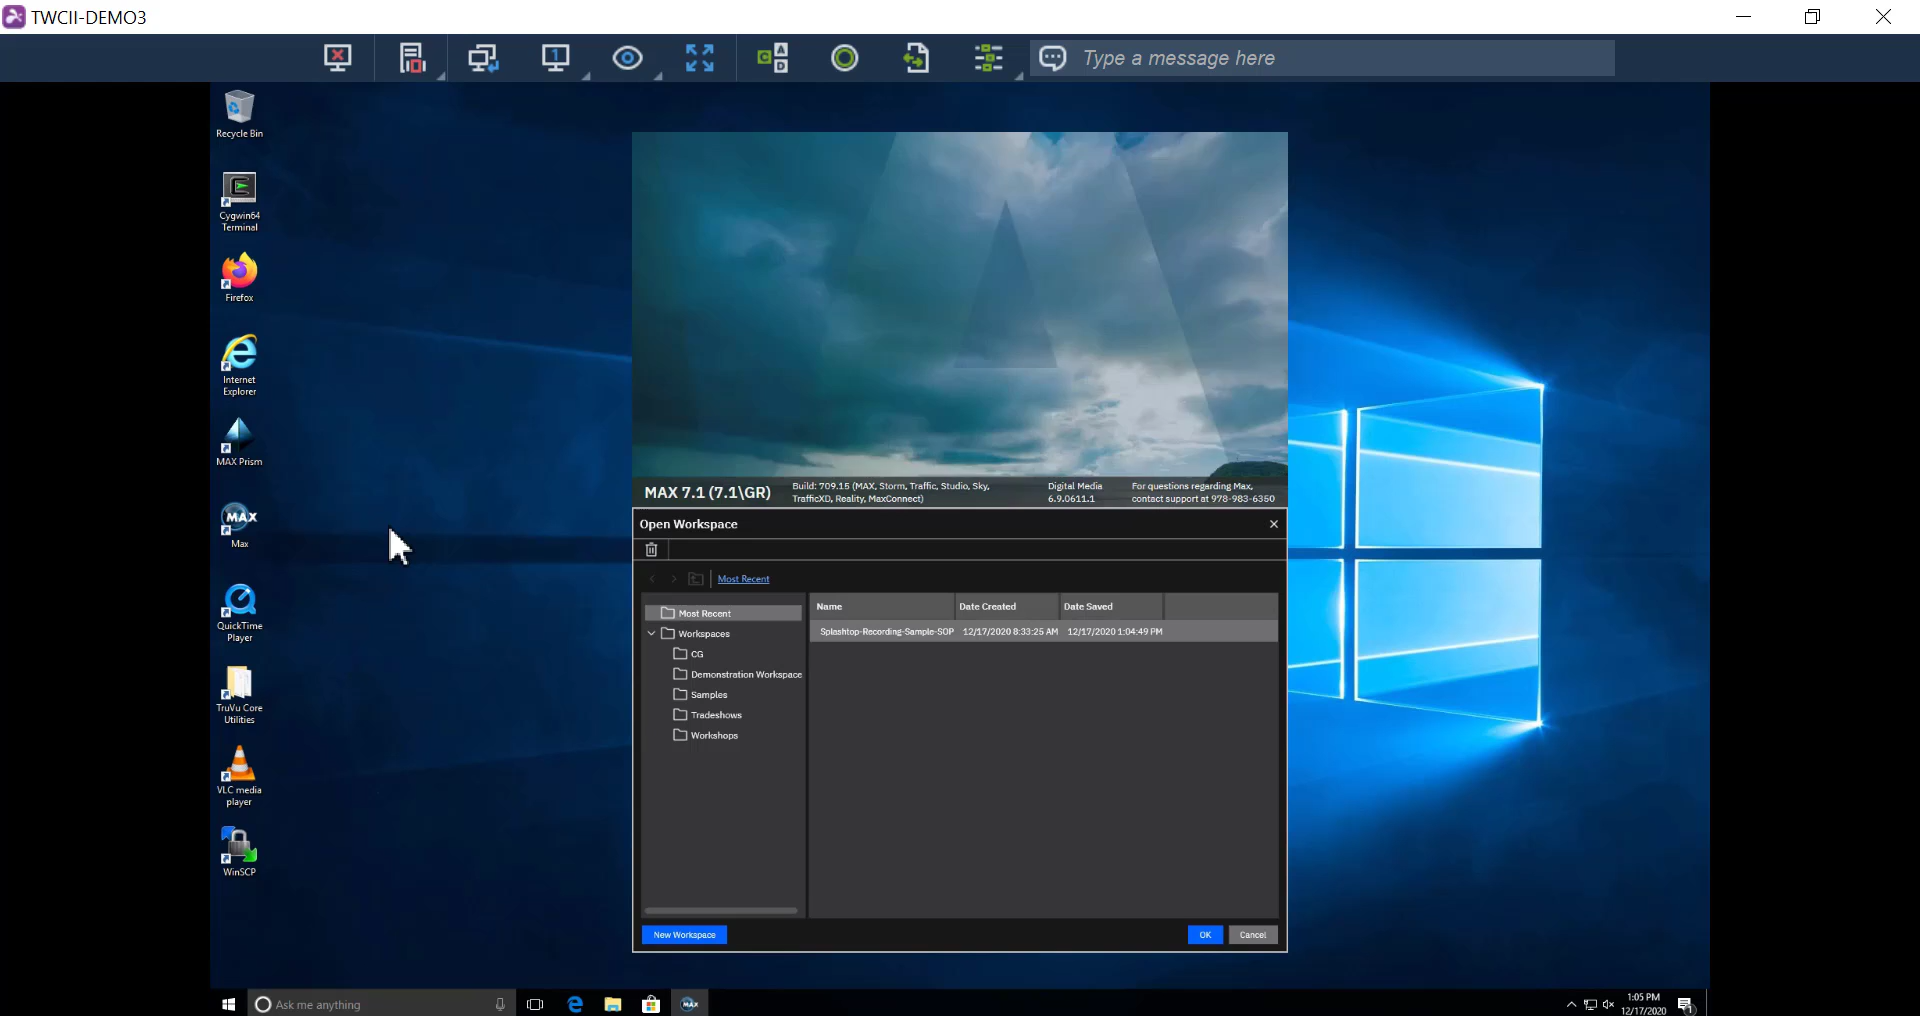 TWCII-DEMO3
1
C A D
Type a message here
Recycle Bin
Cygwin64
Terminal
Firefox
Internet
Explorer
MAX Prism
MAX
Max
QuickTime
Player
TruVu Core
Utilities
VLC media
player
WinSCP
MAX 7.1 (7.1\GR)
Build: 709.15 (MAX, Storm, Traffic, Studio, Sky,
TrafficXD, Reality, MaxConnect)
Digital Media
6.9.0611.1
For questions regarding Max,
contact support at 978-983-6350
Open Workspace
Most Recent
Most Recent
Workspaces
CG
Demonstration Workspace
Samples
Tradeshows
Workshops
Name Date Created Date Saved
Splashtop-Recording-Sample-SOP 12/17/2020 8:33:25 AM 12/17/2020 1:04:49 PM
New Workspace
OK
Cancel
Ask me anything
MAX
1:05 PM
12/17/2020
1